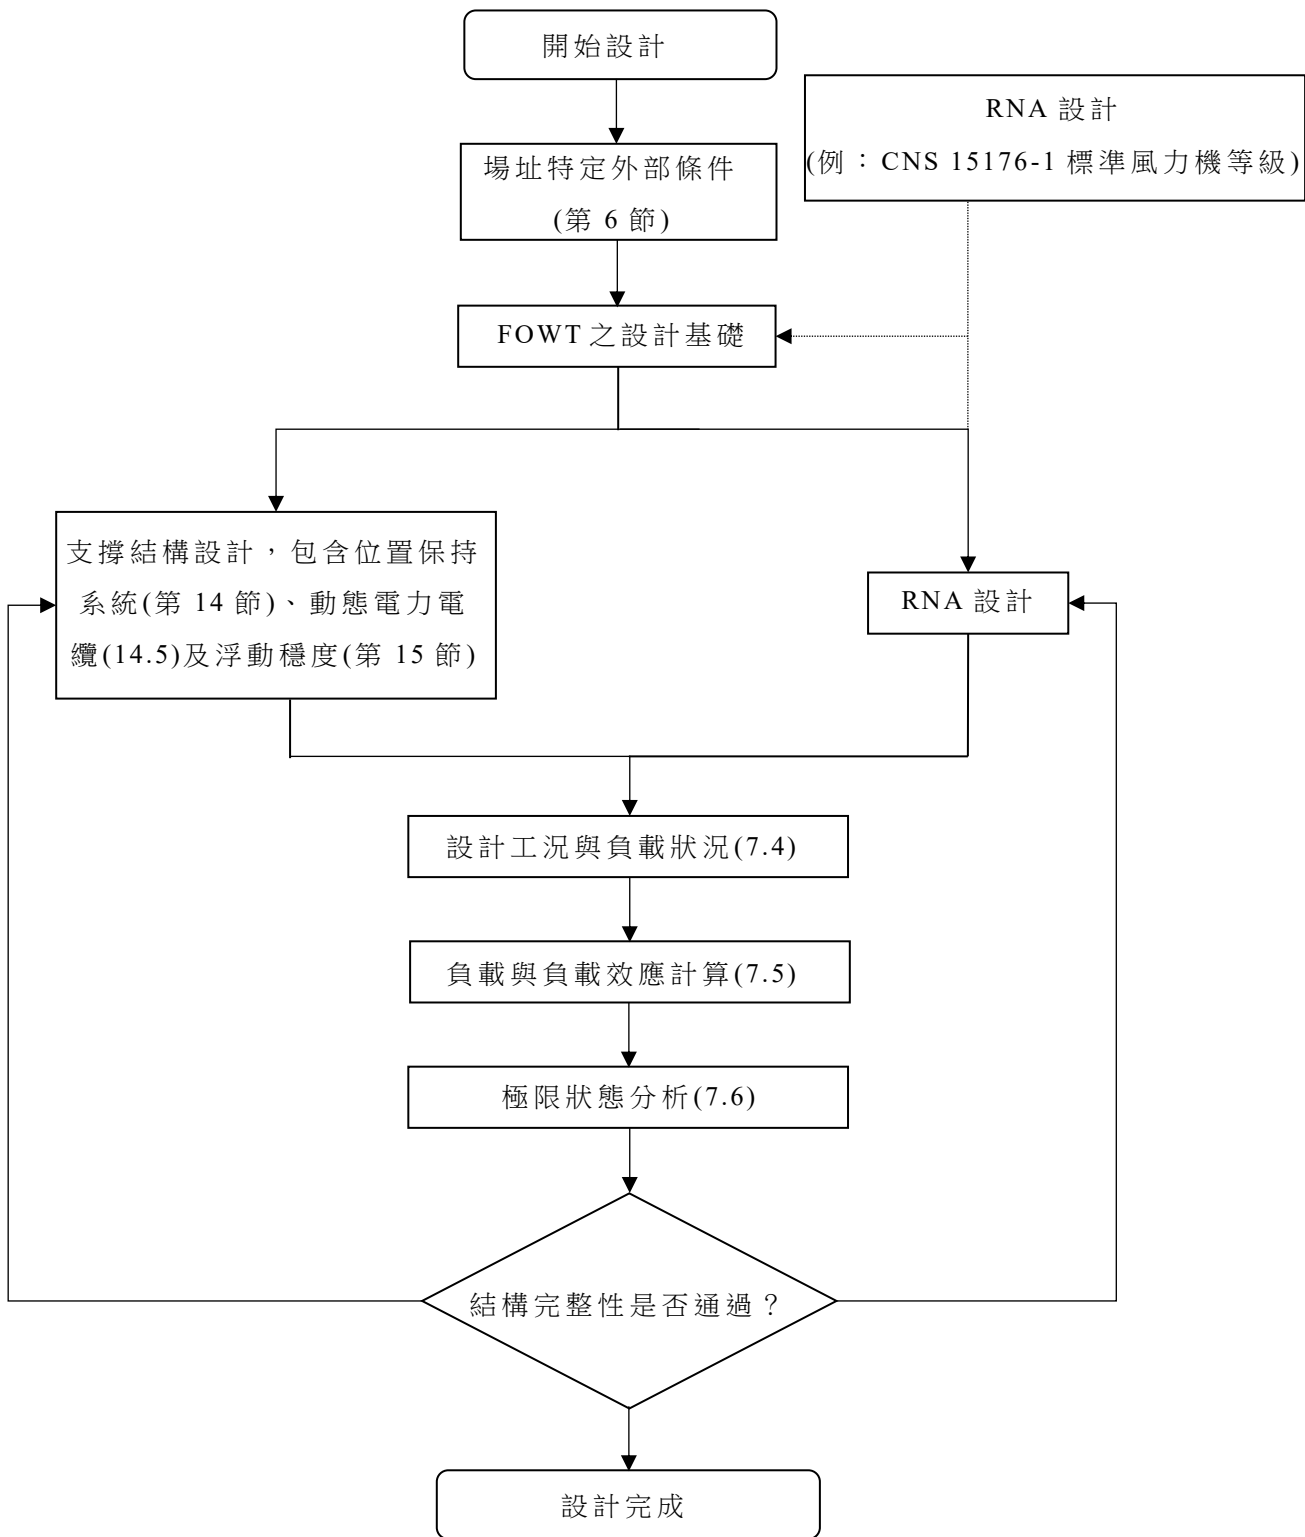 開始設計
RNA 設計
(例：CNS 15176-1 標準風力機等級)
場址特定外部條件
(第 6 節)
FOWT 之設計基礎
支撐結構設計，包含位置保持
系統(第 14 節)、動態電力電
纜(14.5)及浮動穩度(第 15 節)
RNA 設計
設計工況與負載狀況(7.4)
負載與負載效應計算(7.5)
極限狀態分析(7.6)
結構完整性是否通過？
設計完成